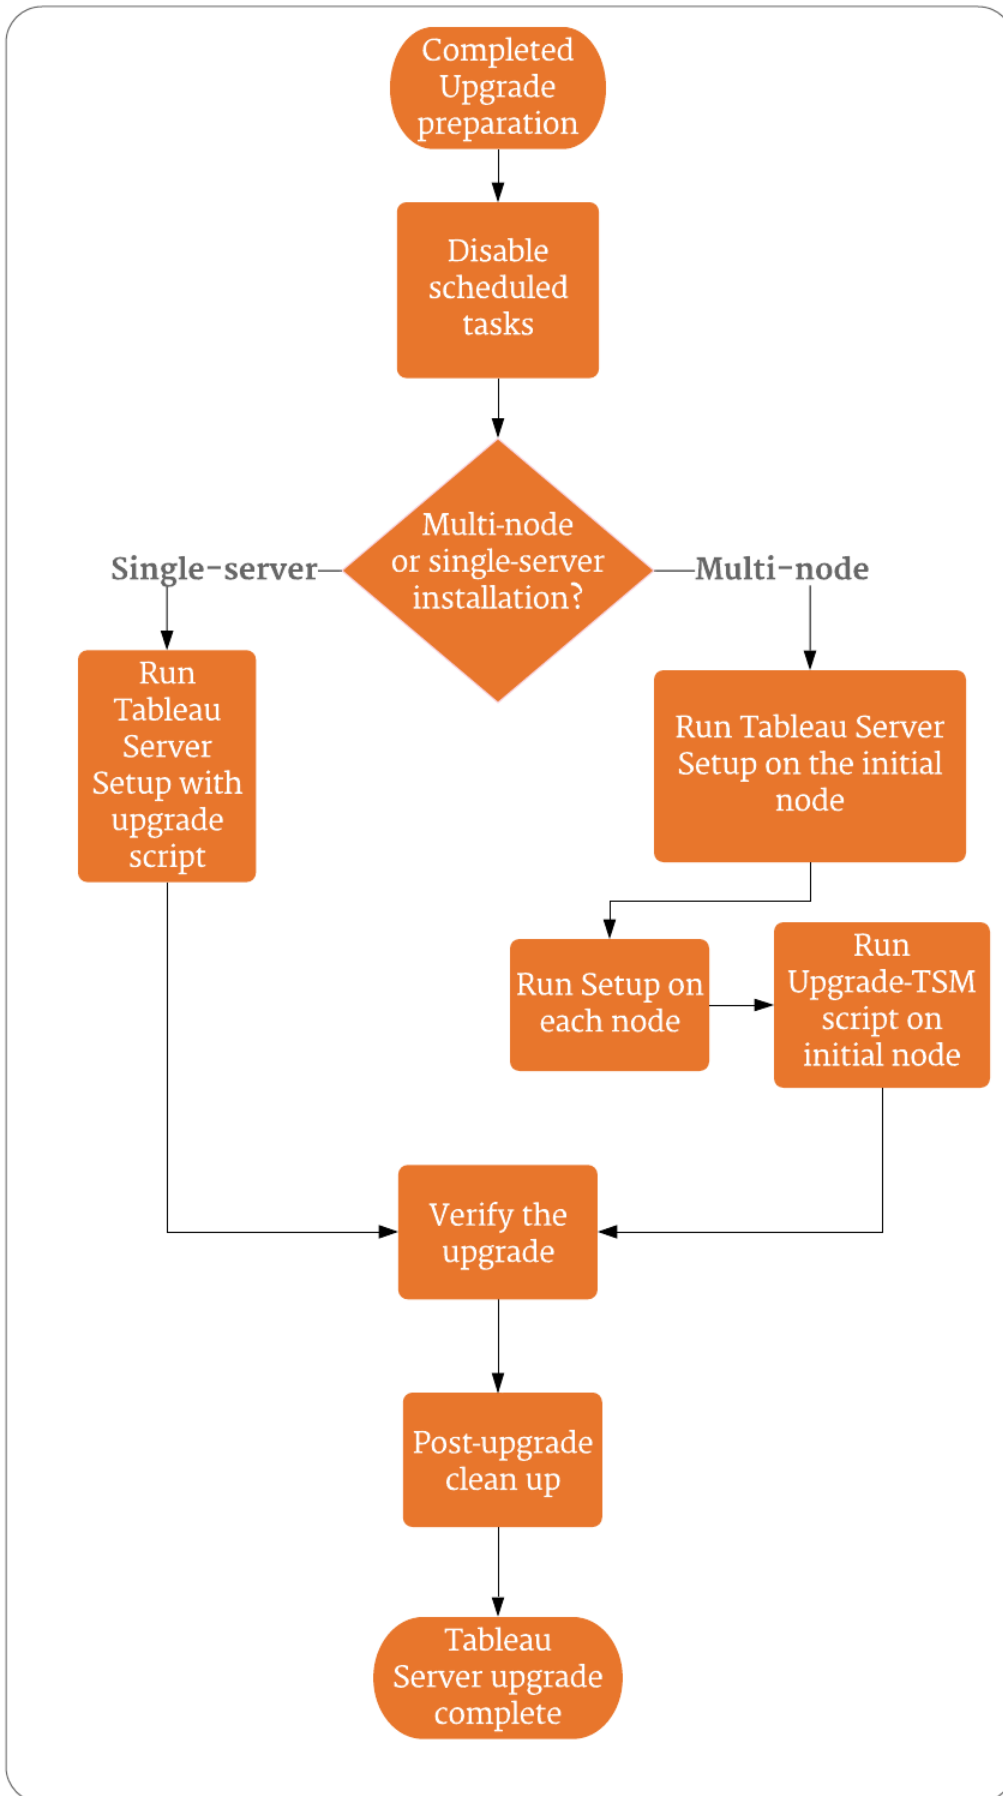 Completed
Upgrade
preparation
Disable
scheduled
tasks
Multi-node
or single-server
installation?
Single-server
Multi-node
Run
Tableau
Server
Setup with
upgrade
script
Run Tableau Server
Setup on the initial
node
Run Setup on
each node
Run
Upgrade-TSM
script on
initial node
Verify the
upgrade
Post-upgrade
clean up
Tableau
Server upgrade
complete